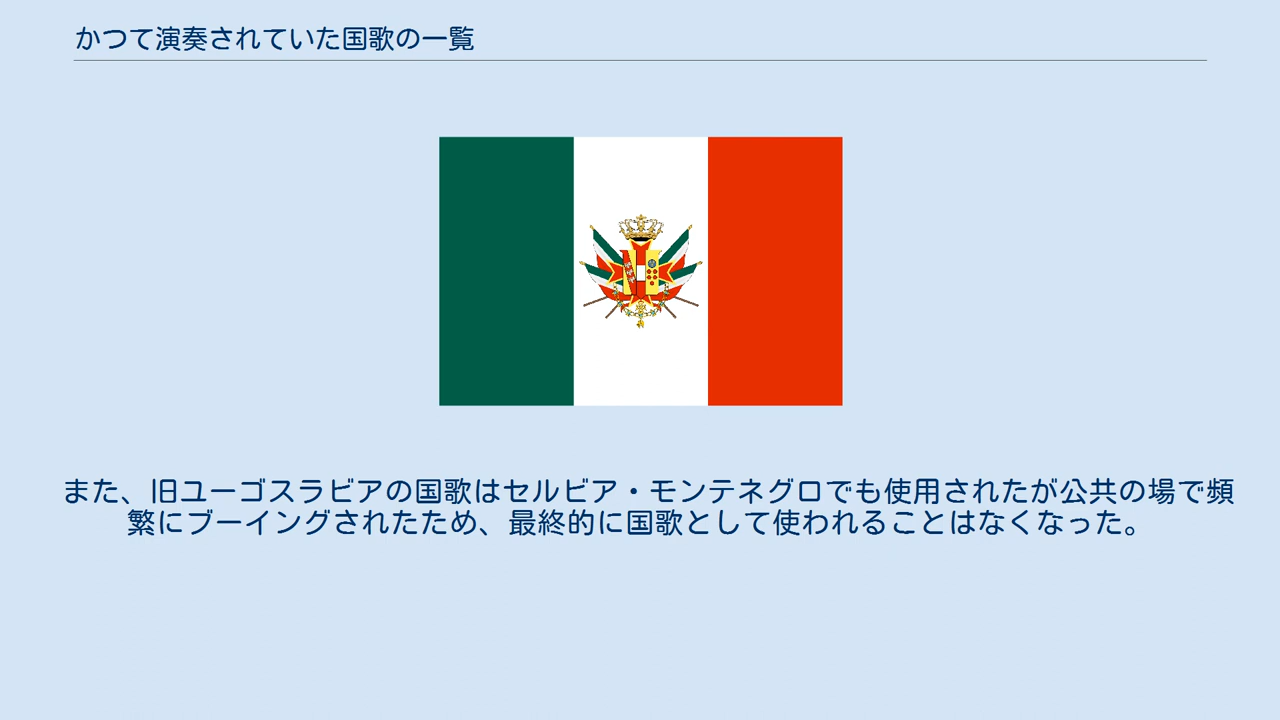 かつて演奏されていた国歌の一覧
また、旧ユーゴスラビアの国歌はセルビア・モンテネグロでも使用されたが公共の場で頻
繁にブーイングされたため、最終的に国歌として使われることはなくなった。